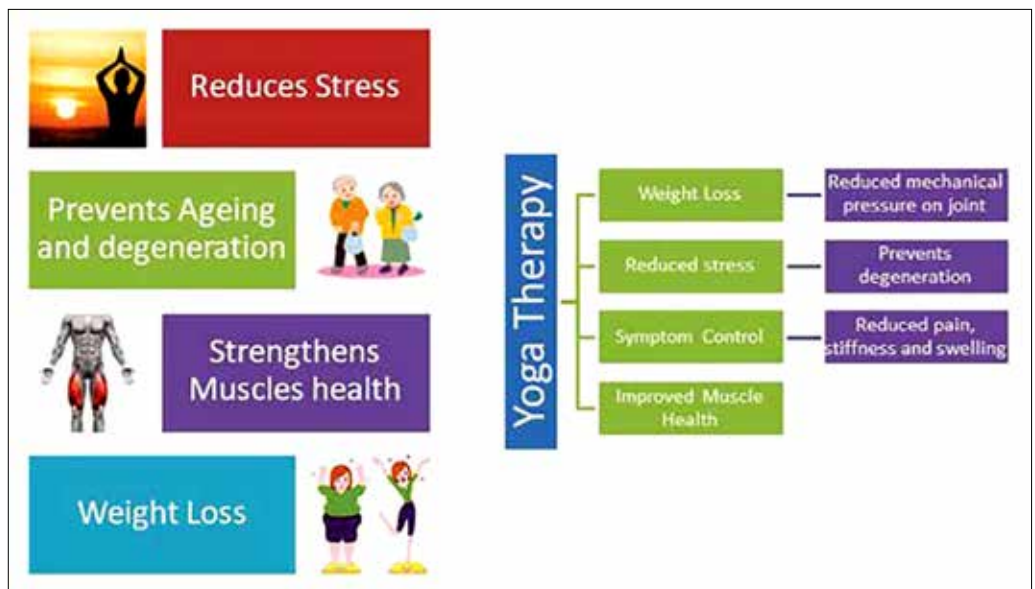 Reduces Stress
Prevents Ageing
and degeneration
Strengthens
Muscles health
Weight Loss
Yoga Therapy
Weight Loss
Reduced mechanical
pressure on joint
Reduced stress
Prevents
degeneration
Symptom Control
Reduced pain,
stiffness and swelling
Improved Muscle
Health